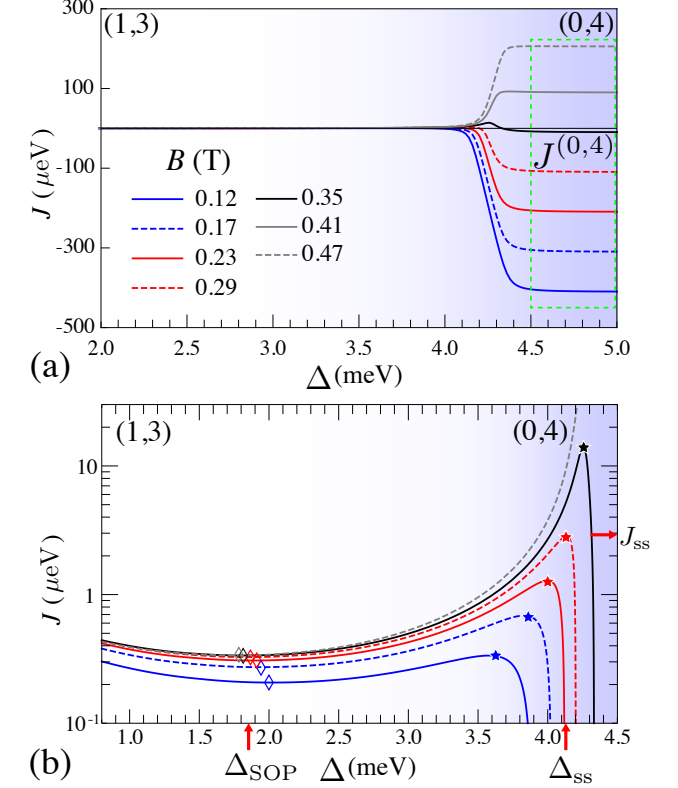 300
(1,3) (0,4)
100
J^(0,4)
-100
B (T)
0.12 0.35
0.17 0.41
0.23 0.47
0.29
-300
-500
J (μeV)
2.0 2.5 3.0 3.5 4.0 4.5 5.0
(a) Δ (meV)
(1,3) (0,4)
10
J_ss
1
10^-1
J (μeV)
1.0 1.5 2.0 2.5 3.0 3.5 4.0 4.5
(b) Δ_SOP Δ (meV) Δ_ss